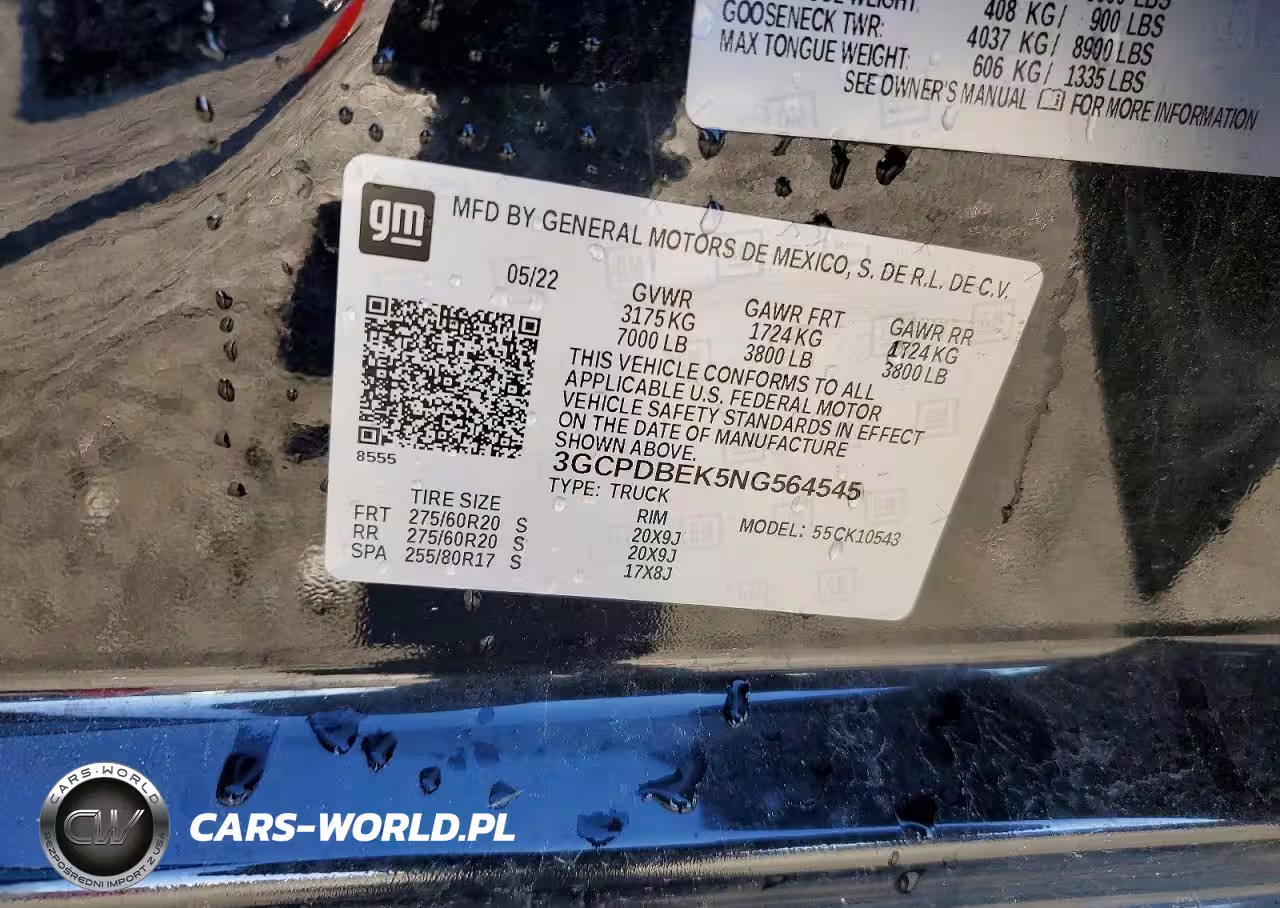 WEIGHT:
LBS
408 KG/ 900 LBS
GOOSENECK TWR:
4037 KG/ 8900 LBS
MAX TONGUE WEIGHT:
606 KG/ 1335 LBS
SEE OWNER'S MANUAL FOR MORE INFORMATION
gm
MFD BY GENERAL MOTORS DE MEXICO, S. DE R.L. DE C.V.
05/22
GVWR GAWR FRT GAWR RR
3175 KG 1724 KG 1724 KG
7000 LB 3800 LB 3800 LB
THIS VEHICLE CONFORMS TO ALL
APPLICABLE U.S. FEDERAL MOTOR
VEHICLE SAFETY STANDARDS IN EFFECT
ON THE DATE OF MANUFACTURE
SHOWN ABOVE.
8555
3GCPDBEK5NG564545
TYPE: TRUCK
MODEL: 55CK10543
TIRE SIZE RIM
FRT 275/60R20 S 20X9J
RR 275/60R20 S 20X9J
SPA 255/80R17 S 17X8J
CARS-WORLD
CW
BEZPOŚREDNI IMPORT Z USA
CARS-WORLD.PL